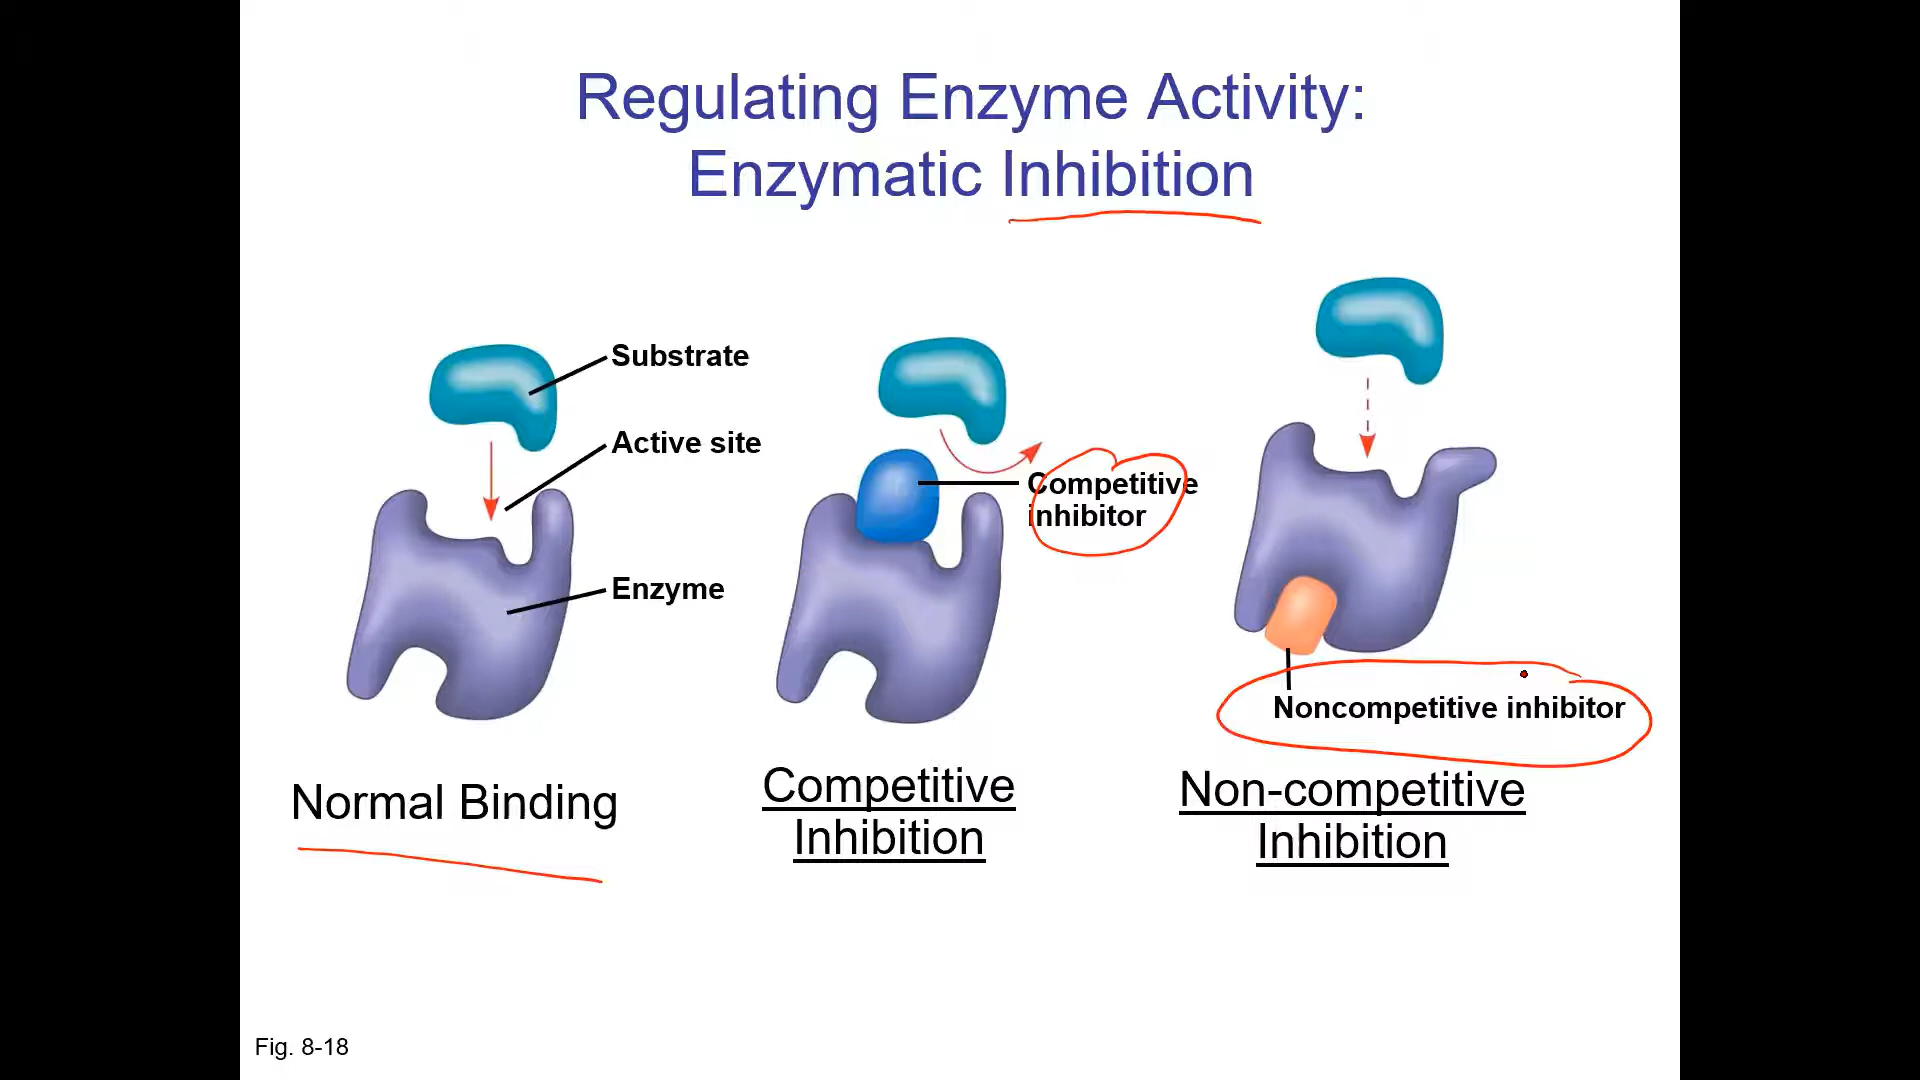 Regulating Enzyme Activity:
Enzymatic Inhibition
Substrate
Active site
Enzyme
Normal Binding
Competitive
inhibitor
Competitive
Inhibition
Noncompetitive inhibitor
Non-competitive
Inhibition
Fig. 8-18